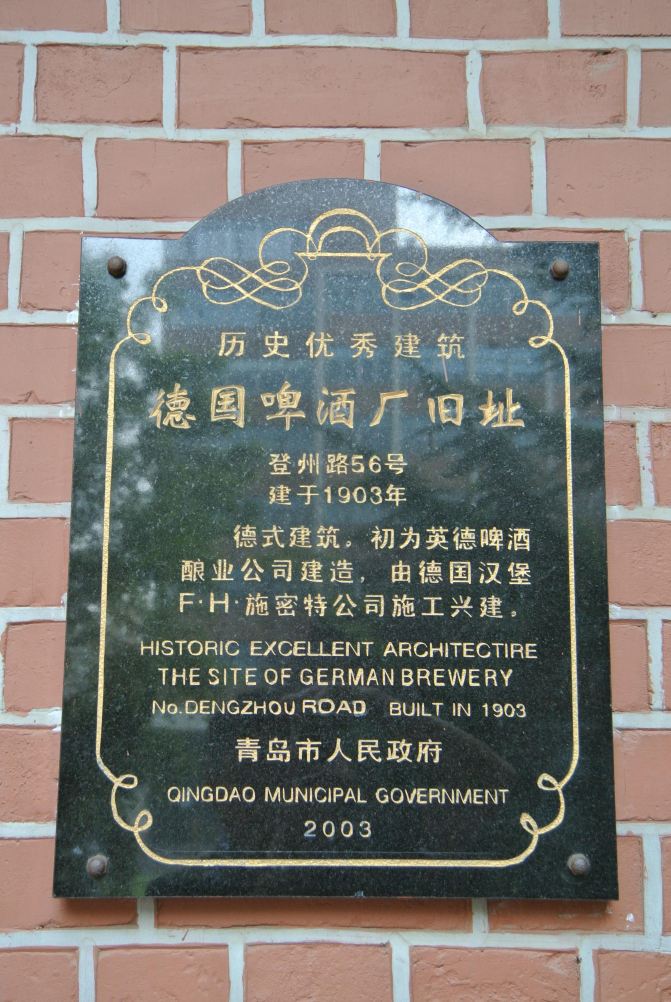 历史优秀建筑
德国啤酒厂旧址
登州路56号
建于1903年
德式建筑。初为英德啤酒
酿业公司建造，由德国汉堡
F·H·施密特公司施工兴建。
HISTORIC EXCELLENT ARCHITECTIRE
THE SITE OF GERMAN BREWERY
No.DENGZHOU ROAD BUILT IN 1903
青岛市人民政府
QINGDAO MUNICIPAL GOVERNMENT
2003